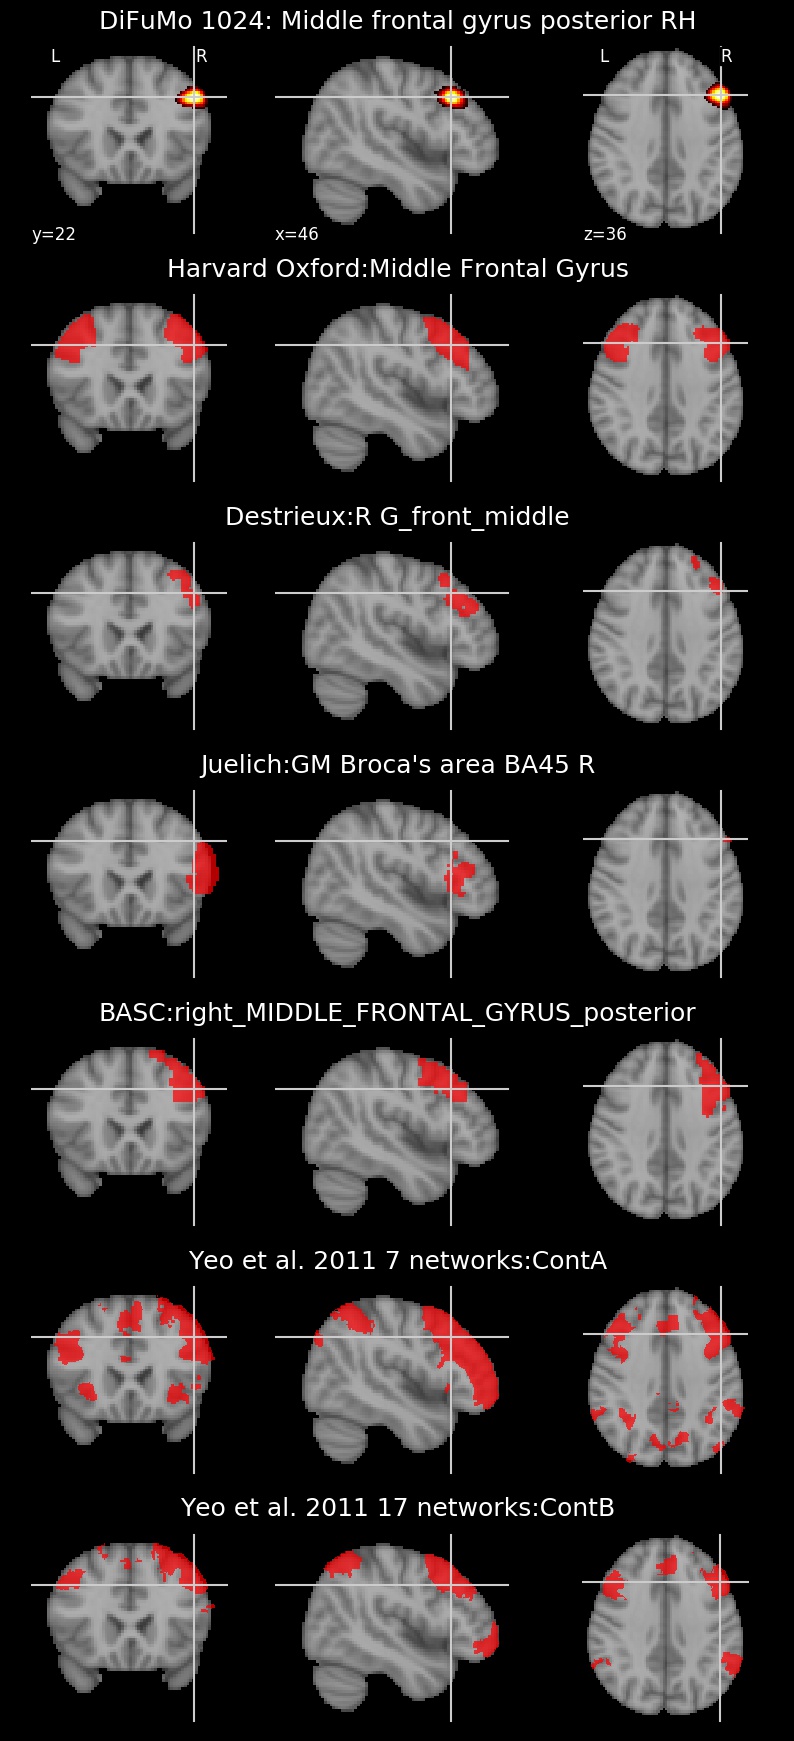 DiFuMo 1024: Middle frontal gyrus posterior RH
L R L R
y=22 x=46 z=36
Harvard Oxford:Middle Frontal Gyrus
Destrieux:R G_front_middle
Juelich:GM Broca's area BA45 R
BASC:right_MIDDLE_FRONTAL_GYRUS_posterior
Yeo et al. 2011 7 networks:ContA
Yeo et al. 2011 17 networks:ContB